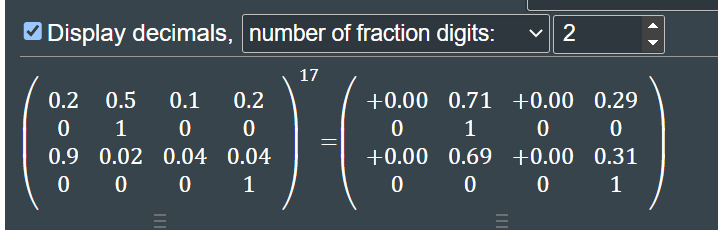 Display decimals, number of fraction digits: 2
17
0.2 0.5 0.1 0.2 +0.00 0.71 +0.00 0.29
0 1 0 0 0 1 0 0
=
0.9 0.02 0.04 0.04 +0.00 0.69 +0.00 0.31
0 0 0 1 0 0 0 1